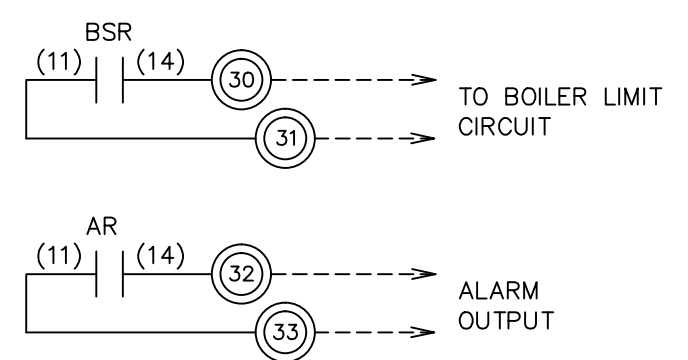 BSR
(11) (14) 30
TO BOILER LIMIT
CIRCUIT
31
AR
(11) (14) 32
ALARM
OUTPUT
33